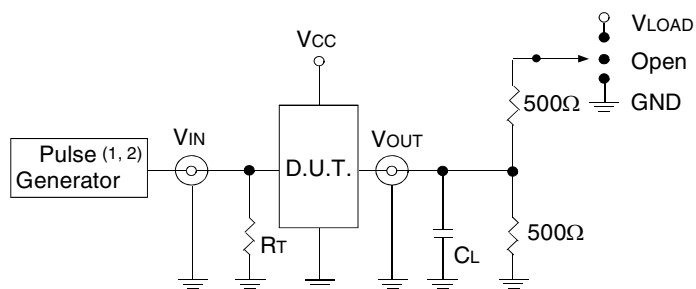 VLOAD
VCC
Open
500Ω
GND
VIN
VOUT
Pulse (1, 2)
Generator
D.U.T.
RT
CL
500Ω